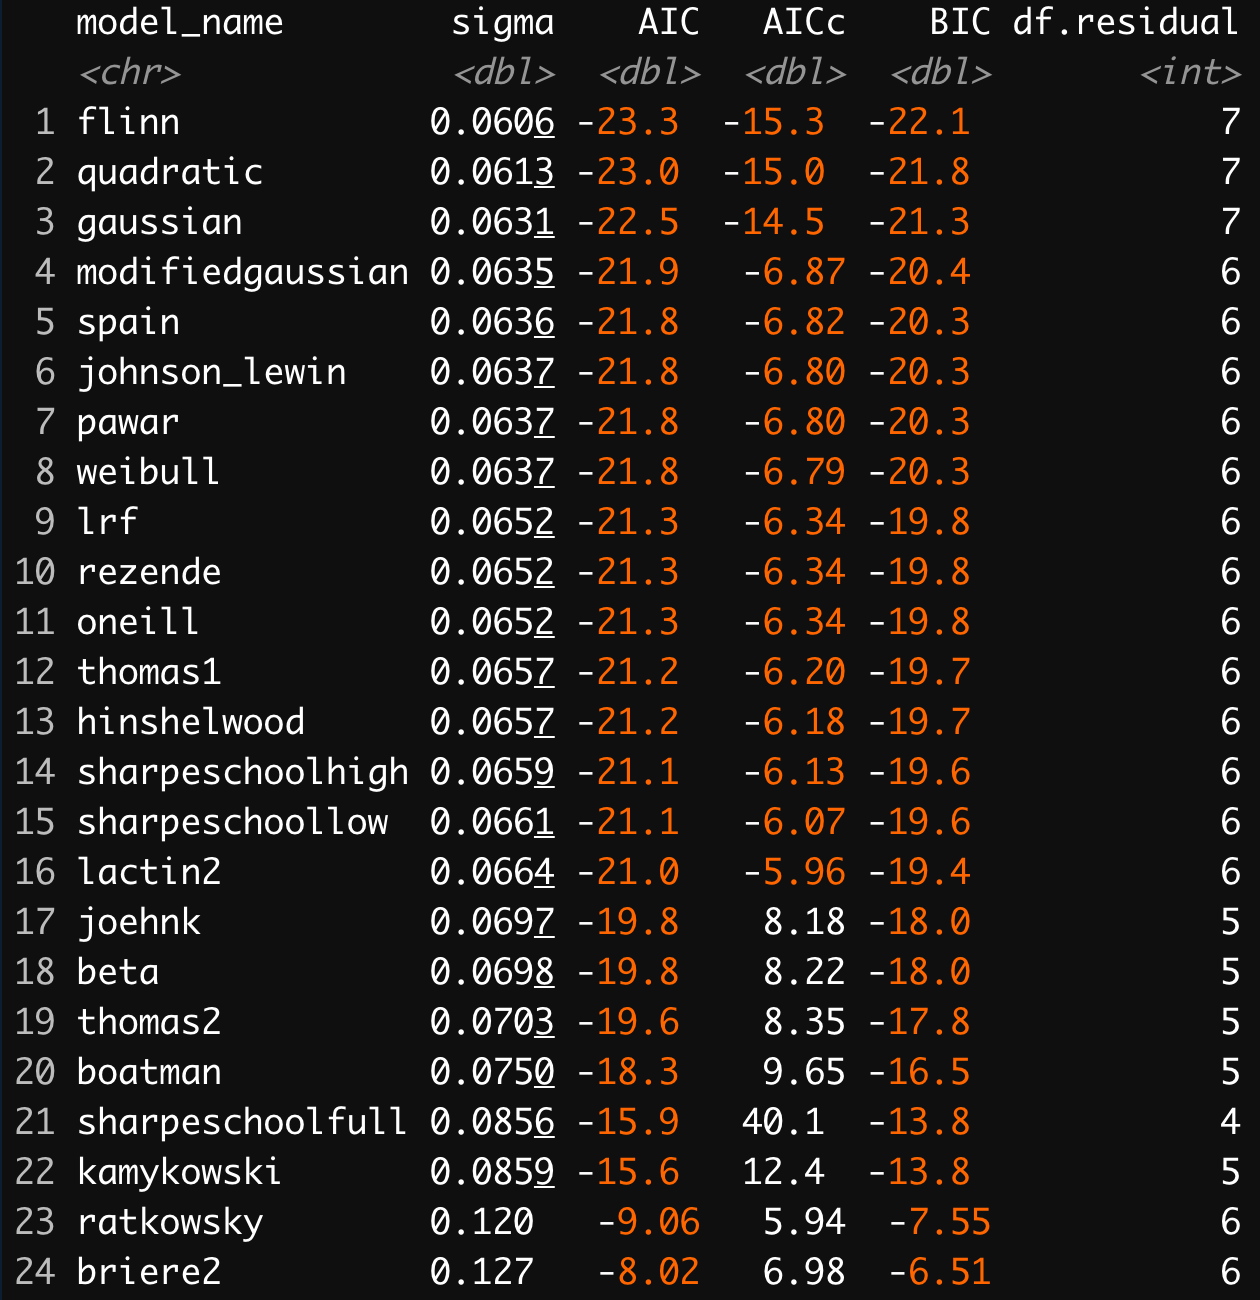 model_name sigma AIC AICc BIC df.residual
<chr> <dbl> <dbl> <dbl> <dbl> <int>
1 flinn 0.0606 -23.3 -15.3 -22.1 7
2 quadratic 0.0613 -23.0 -15.0 -21.8 7
3 gaussian 0.0631 -22.5 -14.5 -21.3 7
4 modifiedgaussian 0.0635 -21.9 -6.87 -20.4 6
5 spain 0.0636 -21.8 -6.82 -20.3 6
6 johnson_lewin 0.0637 -21.8 -6.80 -20.3 6
7 pawar 0.0637 -21.8 -6.80 -20.3 6
8 weibull 0.0637 -21.8 -6.79 -20.3 6
9 lrf 0.0652 -21.3 -6.34 -19.8 6
10 rezende 0.0652 -21.3 -6.34 -19.8 6
11 oneill 0.0652 -21.3 -6.34 -19.8 6
12 thomas1 0.0657 -21.2 -6.20 -19.7 6
13 hinshelwood 0.0657 -21.2 -6.18 -19.7 6
14 sharpeschoolhigh 0.0659 -21.1 -6.13 -19.6 6
15 sharpeschoollow 0.0661 -21.1 -6.07 -19.6 6
16 lactin2 0.0664 -21.0 -5.96 -19.4 6
17 joehnk 0.0697 -19.8 8.18 -18.0 5
18 beta 0.0698 -19.8 8.22 -18.0 5
19 thomas2 0.0703 -19.6 8.35 -17.8 5
20 boatman 0.0750 -18.3 9.65 -16.5 5
21 sharpeschoolfull 0.0856 -15.9 40.1 -13.8 4
22 kamykowski 0.0859 -15.6 12.4 -13.8 5
23 ratkowsky 0.120 -9.06 5.94 -7.55 6
24 briere2 0.127 -8.02 6.98 -6.51 6